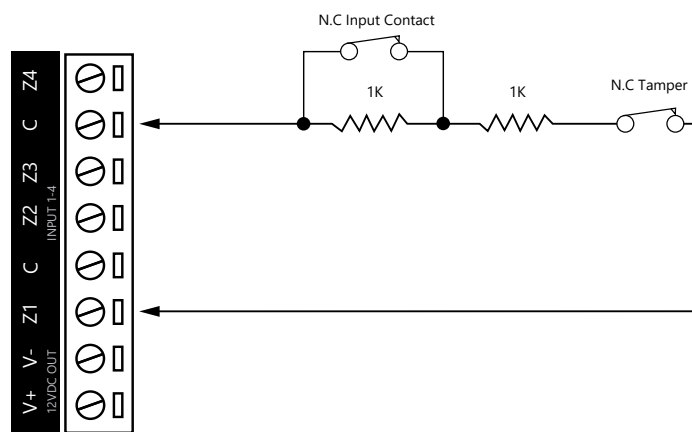 N.C Input Contact
1K
1K
N.C Tamper
Z4
C
Z3
Z2
INPUT 1-4
C
Z1
V-
V+
12VDC OUT